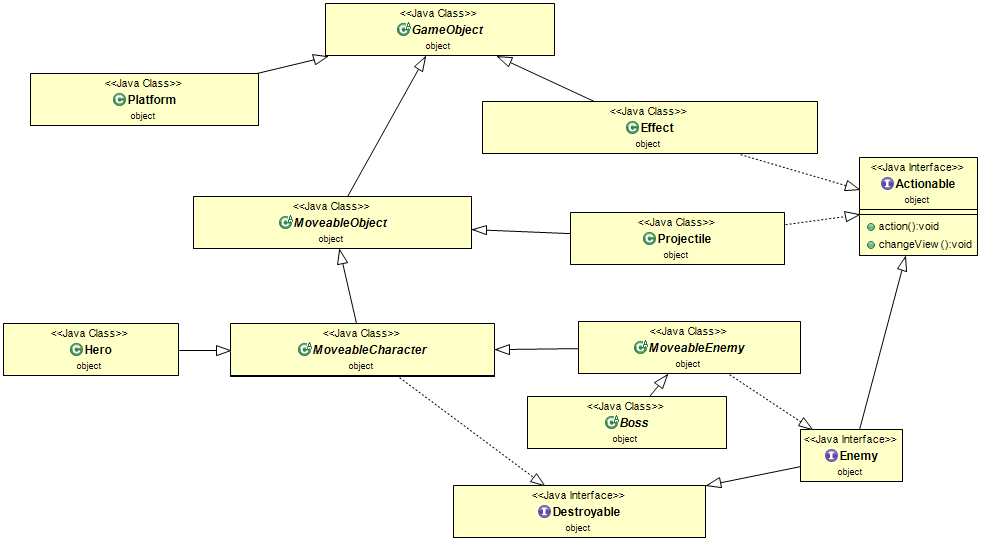 <<Java Class>>
GameObject
object
<<Java Class>>
Platform
object
<<Java Class>>
Effect
object
<<Java Interface>>
Actionable
object
action():void
changeView():void
<<Java Class>>
MoveableObject
object
<<Java Class>>
Projectile
object
<<Java Class>>
Hero
object
<<Java Class>>
MoveableCharacter
object
<<Java Class>>
MoveableEnemy
object
<<Java Class>>
Boss
object
<<Java Interface>>
Enemy
object
<<Java Interface>>
Destroyable
object